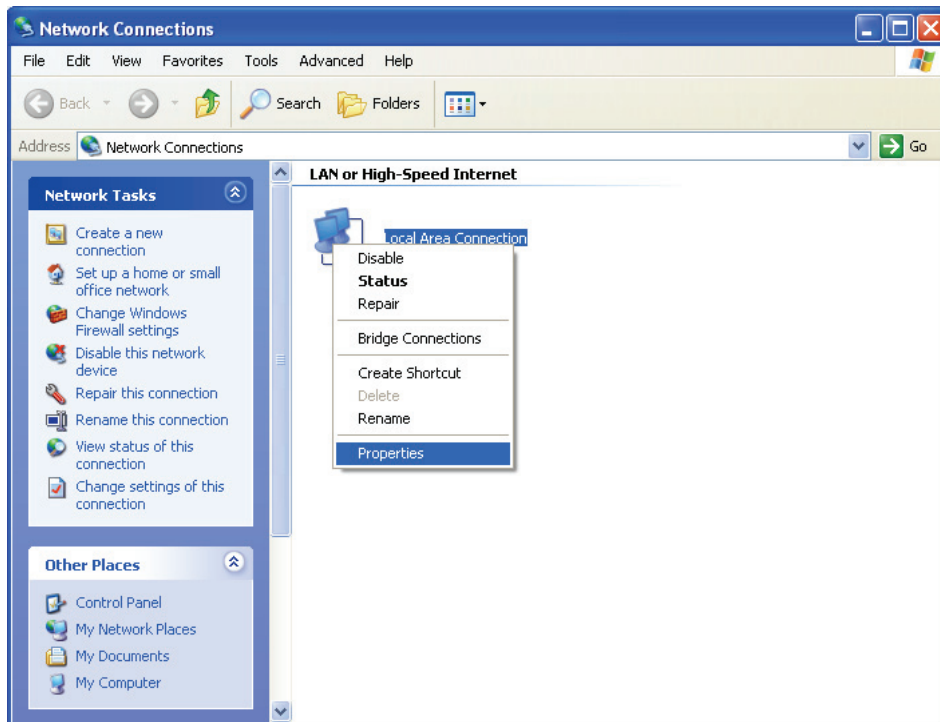 Network Connections
File Edit View Favorites Tools Advanced Help
Back Search Folders
Address Network Connections Go
Network Tasks
Create a new
connection
Set up a home or small
office network
Change Windows
Firewall settings
Disable this network
device
Repair this connection
Rename this connection
View status of this
connection
Change settings of this
connection
Other Places
Control Panel
My Network Places
My Documents
My Computer
LAN or High-Speed Internet
Local Area Connection
Disable
Status
Repair
Bridge Connections
Create Shortcut
Delete
Rename
Properties